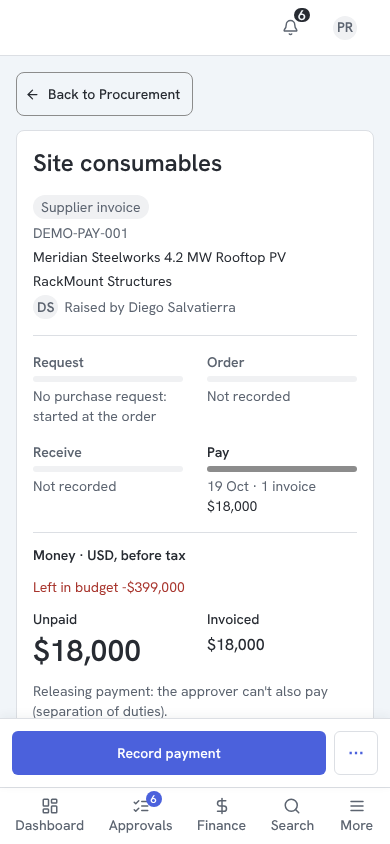 6
PR
Back to Procurement
Site consumables
Supplier invoice
DEMO-PAY-001
Meridian Steelworks 4.2 MW Rooftop PV
RackMount Structures
DS Raised by Diego Salvatierra
Request
No purchase request:
started at the order
Order
Not recorded
Receive
Not recorded
Pay
19 Oct · 1 invoice
$18,000
Money · USD, before tax
Left in budget -$399,000
Unpaid
$18,000
Invoiced
$18,000
Releasing payment: the approver can't also pay
(separation of duties).
Record payment
6
Dashboard
Approvals
Finance
Search
More